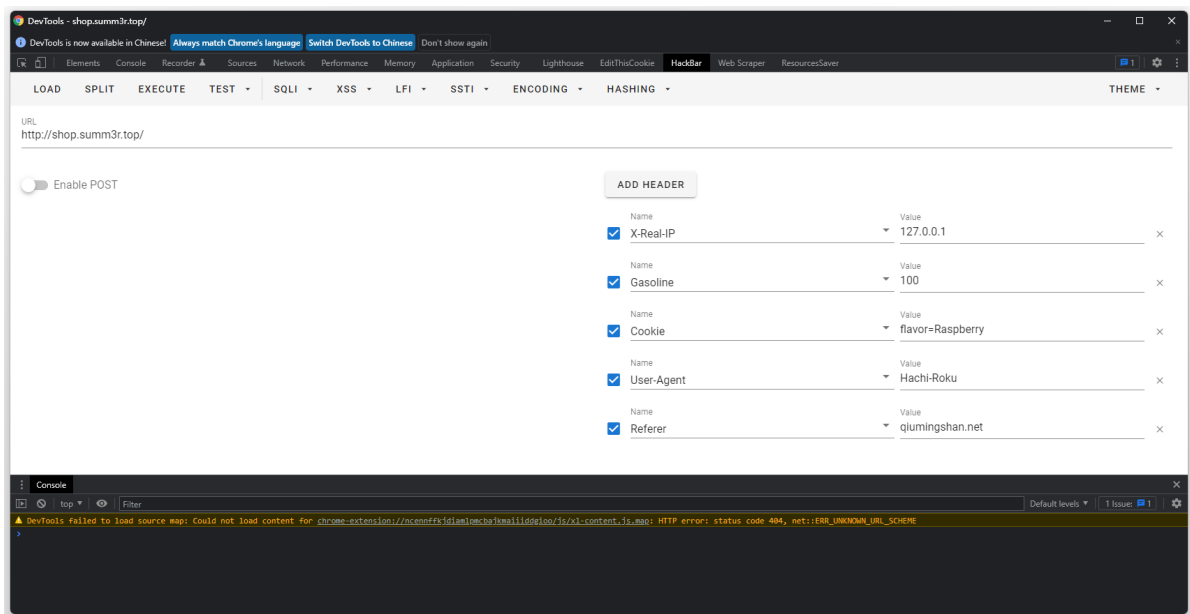 DevTools - shop.summ3r.top/
DevTools is now available in Chinese! Always match Chrome's language Switch DevTools to Chinese Don't show again
Elements Console Recorder Sources Network Performance Memory Application Security Lighthouse EditThisCookie HackBar Web Scraper ResourcesSaver 1
LOAD SPLIT EXECUTE TEST SQLI XSS LFI SSTI ENCODING HASHING THEME
URL
http://shop.summ3r.top/
Enable POST ADD HEADER
Name Value
X-Real-IP 127.0.0.1
Name Value
Gasoline 100
Name Value
Cookie flavor=Raspberry
Name Value
User-Agent Hachi-Roku
Name Value
Referer qiumingshan.net
Console
top Filter Default levels 1 Issue: 1
DevTools failed to load source map: Could not load content for chrome-extension://ncennffkjdiamlpmcbajkmaiiiddgioo/js/xl-content.js.map: HTTP error: status code 404, net::ERR_UNKNOWN_URL_SCHEME